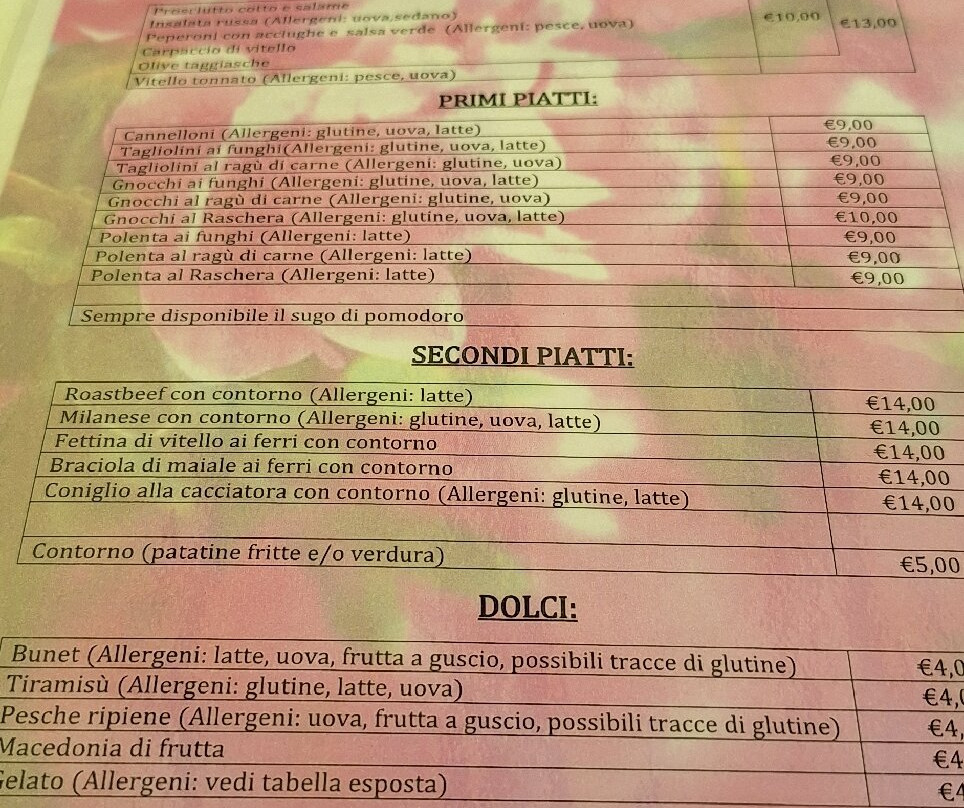 Prosciutto cotto e salame
Insalata russa (Allergeni: uova,sedano)
Peperoni con acciughe e salsa verde (Allergeni: pesce, uova) €10,00 €13,00
Carpaccio di vitello
Olive taggiasche
Vitello tonnato (Allergeni: pesce, uova)
PRIMI PIATTI:
Cannelloni (Allergeni: glutine, uova, latte) €9,00
Tagliolini ai funghi(Allergeni: glutine, uova, latte) €9,00
Tagliolini al ragù di carne (Allergeni: glutine, uova) €9,00
Gnocchi ai funghi (Allergeni: glutine, uova, latte) €9,00
Gnocchi al ragù di carne (Allergeni: glutine, uova) €9,00
Gnocchi al Raschera (Allergeni: glutine, uova, latte) €10,00
Polenta ai funghi (Allergeni: latte) €9,00
Polenta al ragù di carne (Allergeni: latte) €9,00
Polenta al Raschera (Allergeni: latte) €9,00
Sempre disponibile il sugo di pomodoro
SECONDI PIATTI:
Roastbeef con contorno (Allergeni: latte) €14,00
Milanese con contorno (Allergeni: glutine, uova, latte) €14,00
Fettina di vitello ai ferri con contorno €14,00
Braciola di maiale ai ferri con contorno €14,00
Coniglio alla cacciatora con contorno (Allergeni: glutine, latte) €14,00
Contorno (patatine fritte e/o verdura) €5,00
DOLCI:
Bunet (Allergeni: latte, uova, frutta a guscio, possibili tracce di glutine) €4,0
Tiramisù (Allergeni: glutine, latte, uova) €4,
Pesche ripiene (Allergeni: uova, frutta a guscio, possibili tracce di glutine) €4,
Macedonia di frutta €4
Gelato (Allergeni: vedi tabella esposta) €4